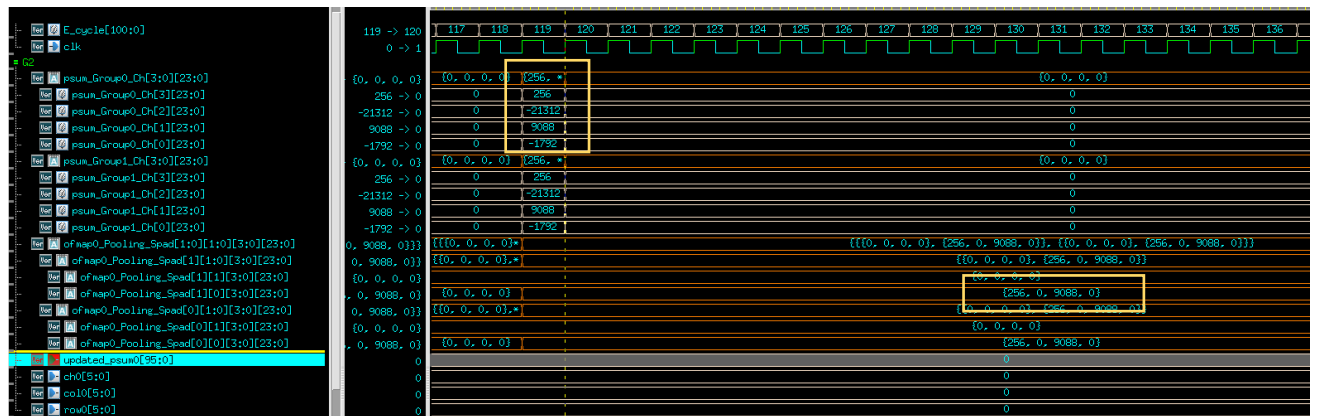 E_cycle[100:0] 119 -> 120 117 118 119 120 121 122 123 124 125 126 127 128 129 130 131 132 133 134 135 136
clk 0 -> 1
G2
psum_Group0_Ch[3:0][23:0] {0, 0, 0, 0} {0, 0, 0, 0} {256, * {0, 0, 0, 0}
psum_Group0_Ch[3][23:0] 256 -> 0 0 256 0
psum_Group0_Ch[2][23:0] -21312 -> 0 0 -21312 0
psum_Group0_Ch[1][23:0] 9088 -> 0 0 9088 0
psum_Group0_Ch[0][23:0] -1792 -> 0 0 -1792 0
psum_Group1_Ch[3:0][23:0] {0, 0, 0, 0} {0, 0, 0, 0} {256, * {0, 0, 0, 0}
psum_Group1_Ch[3][23:0] 256 -> 0 0 256 0
psum_Group1_Ch[2][23:0] -21312 -> 0 0 -21312 0
psum_Group1_Ch[1][23:0] 9088 -> 0 0 9088 0
psum_Group1_Ch[0][23:0] -1792 -> 0 0 -1792 0
ofmap0_Pooling_Spad[1:0][1:0][3:0][23:0] 0, 9088, 0}}} {{{0, 0, 0, 0}* {{{0, 0, 0, 0}, {256, 0, 9088, 0}}, {{0, 0, 0, 0}, {256, 0, 9088, 0}}}
ofmap0_Pooling_Spad[1][1:0][3:0][23:0] 0, 9088, 0}} {{0, 0, 0, 0},* {{0, 0, 0, 0}, {256, 0, 9088, 0}}
ofmap0_Pooling_Spad[1][1][3:0][23:0] {0, 0, 0, 0} {0, 0, 0, 0}
ofmap0_Pooling_Spad[1][0][3:0][23:0] , 0, 9088, 0} {0, 0, 0, 0} {256, 0, 9088, 0}
ofmap0_Pooling_Spad[0][1:0][3:0][23:0] 0, 9088, 0}} {{0, 0, 0, 0},* {{0, 0, 0, 0}, {256, 0, 9088, 0}}
ofmap0_Pooling_Spad[0][1][3:0][23:0] {0, 0, 0, 0} {0, 0, 0, 0}
ofmap0_Pooling_Spad[0][0][3:0][23:0] , 0, 9088, 0} {0, 0, 0, 0} {256, 0, 9088, 0}
updated_psum0[95:0] 0 0
ch0[5:0] 0 0
col0[5:0] 0 0
row0[5:0] 0 0